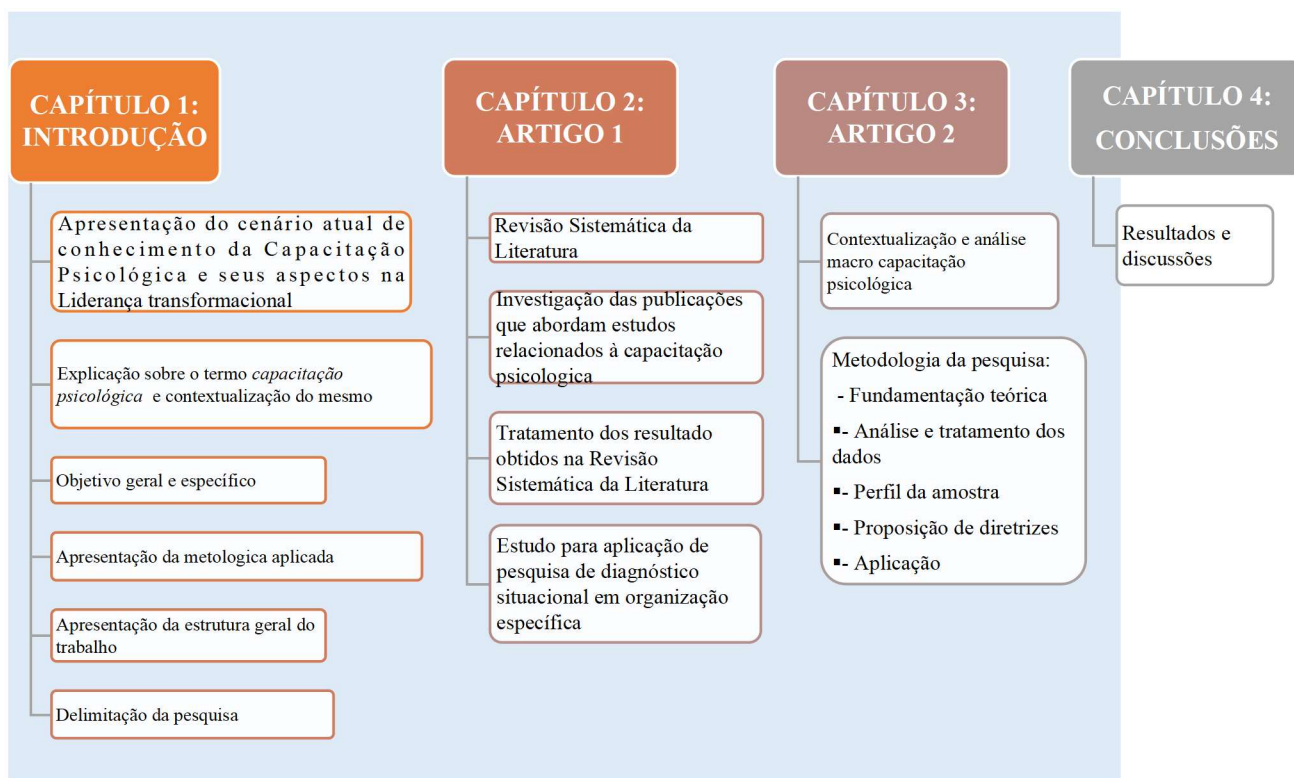 CAPÍTULO 1:
INTRODUÇÃO
Apresentação do cenário atual de
conhecimento da Capacitação
Psicológica e seus aspectos na
Liderança transformacional
Explicação sobre o termo capacitação
psicológica e contextualização do mesmo
Objetivo geral e específico
Apresentação da metologica aplicada
Apresentação da estrutura geral do
trabalho
Delimitação da pesquisa
CAPÍTULO 2:
ARTIGO 1
Revisão Sistemática da
Literatura
Investigação das publicações
que abordam estudos
relacionados à capacitação
psicologica
Tratamento dos resultado
obtidos na Revisão
Sistemática da Literatura
Estudo para aplicação de
pesquisa de diagnóstico
situacional em organização
específica
CAPÍTULO 3:
ARTIGO 2
Contextualização e análise
macro capacitação
psicológica
Metodologia da pesquisa:
- Fundamentação teórica
▪- Análise e tratamento dos
dados
▪- Perfil da amostra
▪- Proposição de diretrizes
▪- Aplicação
CAPÍTULO 4:
CONCLUSÕES
Resultados e
discussões